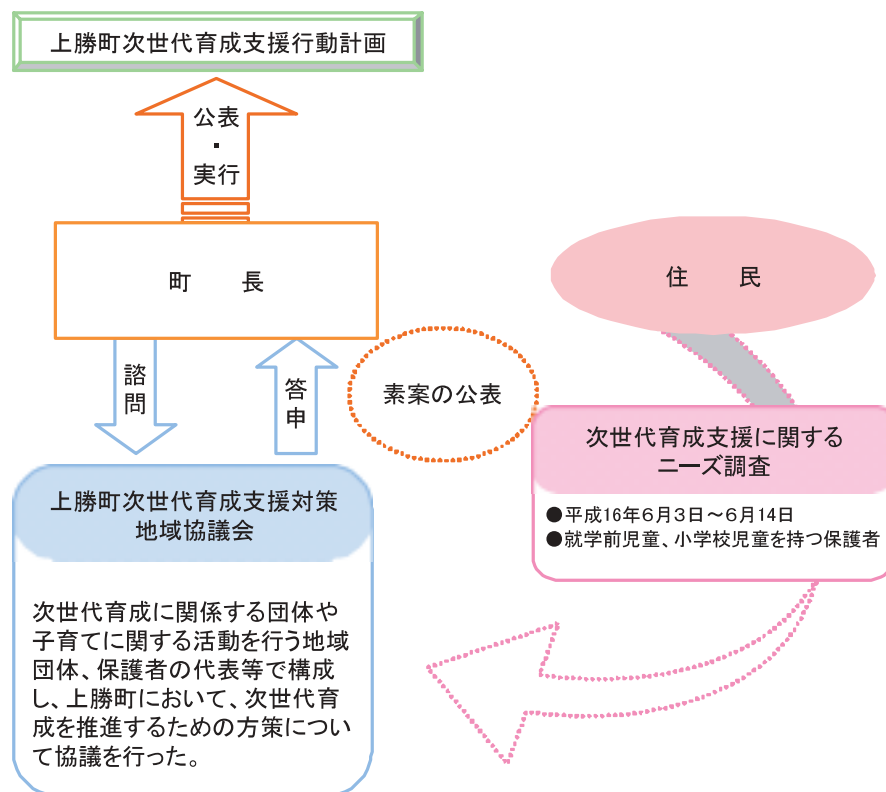 上勝町次世代育成支援行動計画
公表
・
実行
町　　長
住　　民
諮問
答申
素案の公表
次世代育成支援に関する
ニーズ調査
●平成16年６月３日～６月14日
●就学前児童、小学校児童を持つ保護者
上勝町次世代育成支援対策
地域協議会
次世代育成に関係する団体や
子育てに関する活動を行う地域
団体、保護者の代表等で構成
し、上勝町において、次世代育
成を推進するための方策につい
て協議を行った。